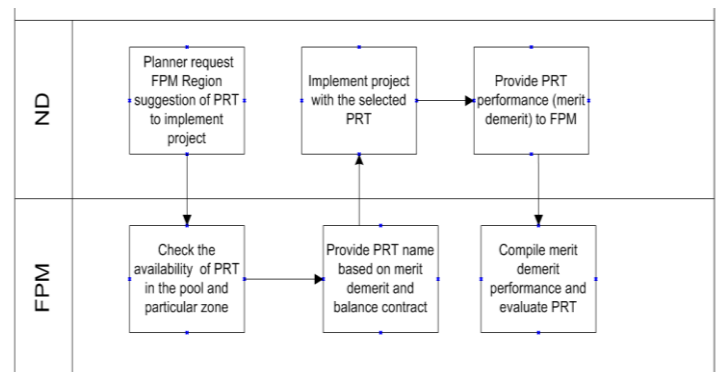 ND
Planner request
FPM Region
suggestion of PRT
to implement
project
Implement project
with the selected
PRT
Provide PRT
performance (merit
demerit) to FPM
FPM
Check the
availability of PRT
in the pool and
particular zone
Provide PRT name
based on merit
demerit and
balance contract
Compile merit
demerit
performance and
evaluate PRT